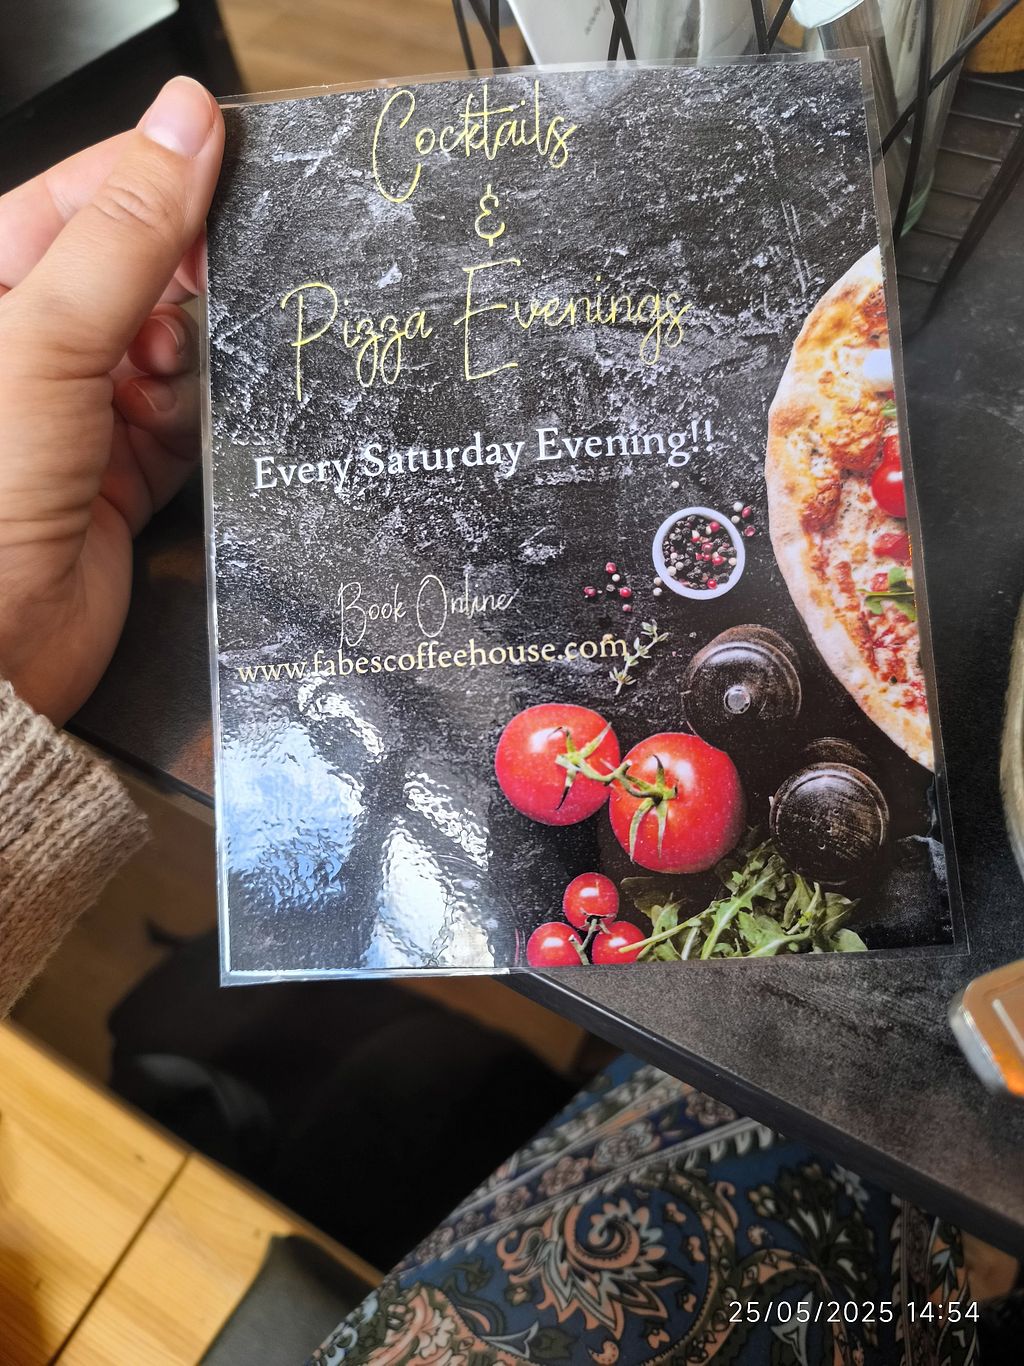 Cocktails
&
Pizza Evenings
Every Saturday Evening!!
Book Online
www.fabescoffeehouse.com
25/05/2025 14:54